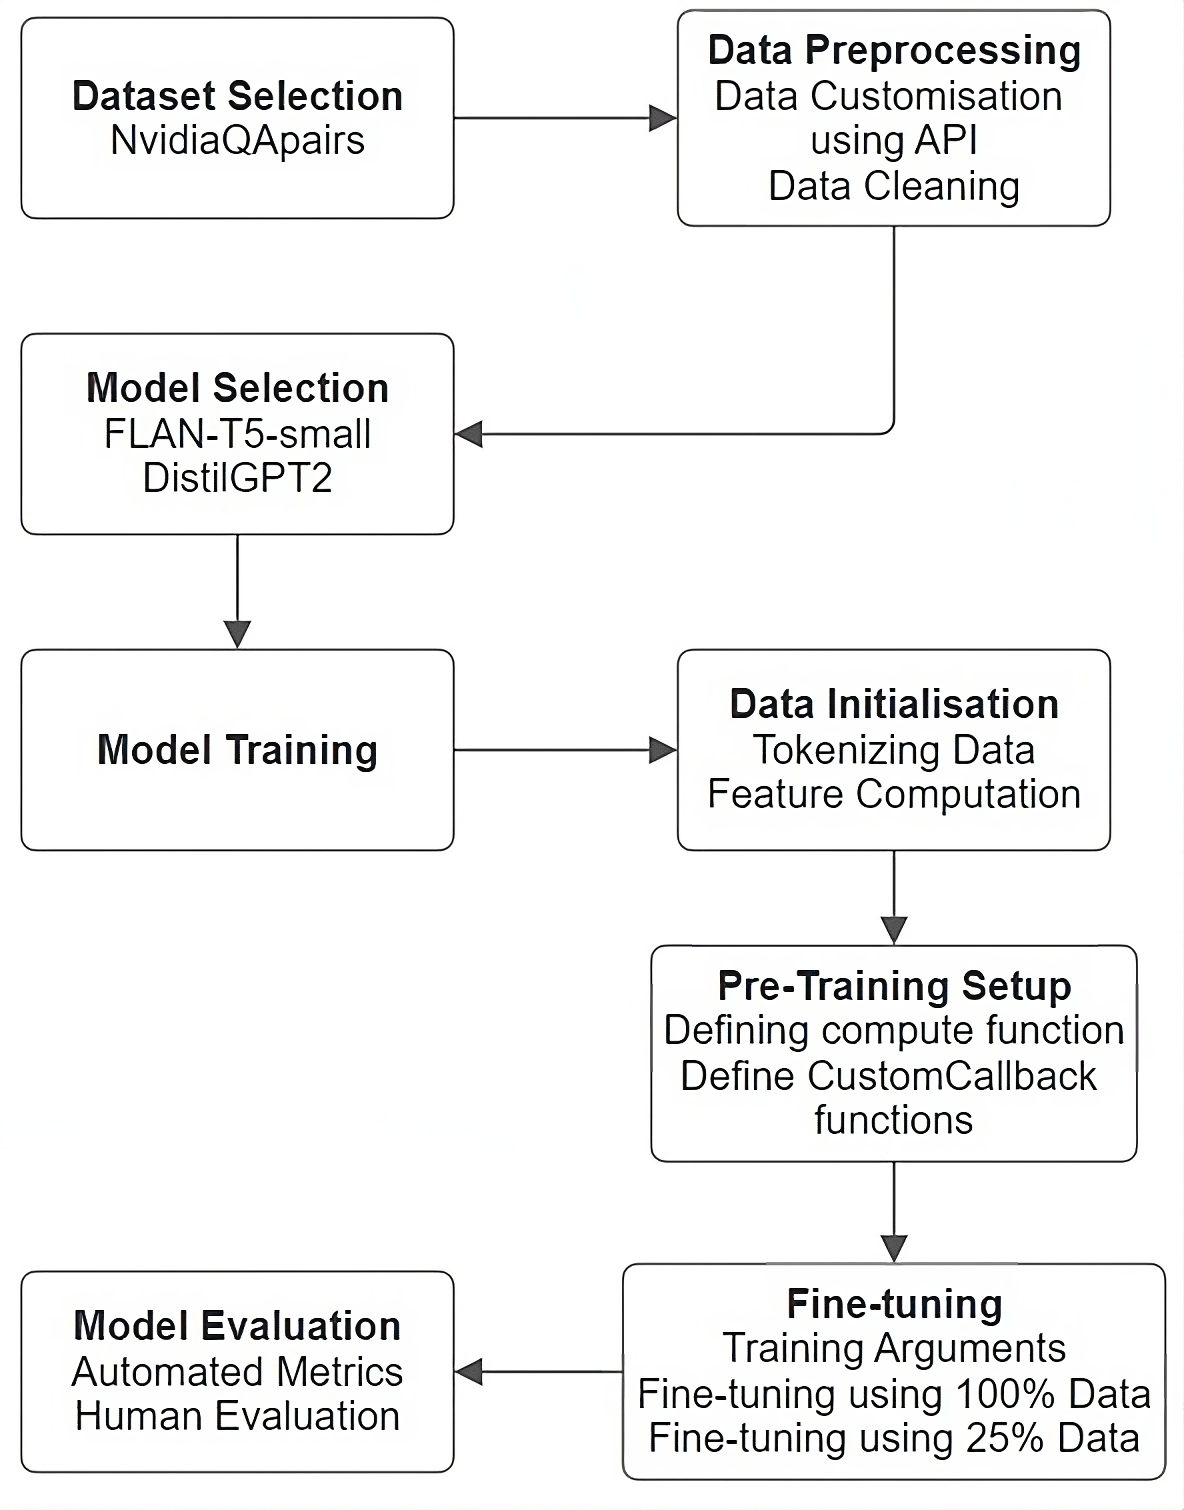 Dataset Selection
NvidiaQApairs
Data Preprocessing
Data Customisation
using API
Data Cleaning
Model Selection
FLAN-T5-small
DistilGPT2
Model Training
Data Initialisation
Tokenizing Data
Feature Computation
Pre-Training Setup
Defining compute function
Define CustomCallback
functions
Fine-tuning
Training Arguments
Fine-tuning using 100% Data
Fine-tuning using 25% Data
Model Evaluation
Automated Metrics
Human Evaluation